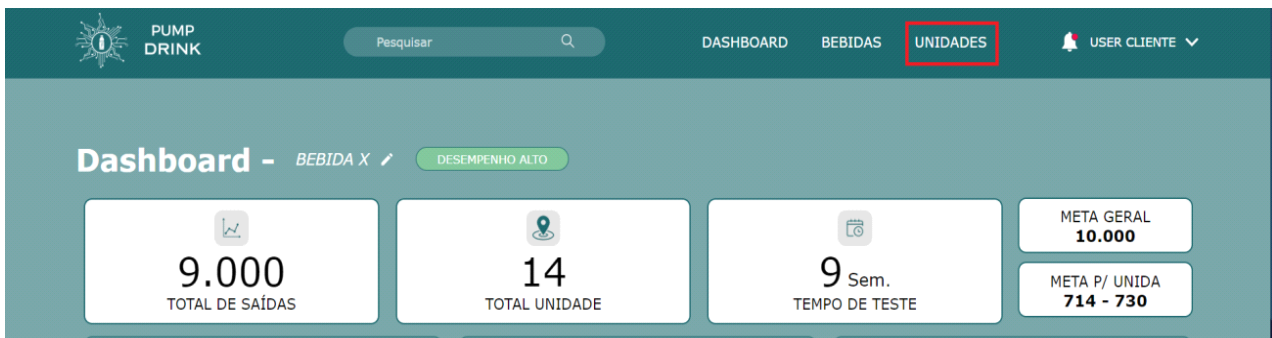 PUMP
DRINK
Pesquisar
DASHBOARD
BEBIDAS
UNIDADES
USER CLIENTE
Dashboard - BEBIDA X
DESEMPENHO ALTO
9.000
TOTAL DE SAÍDAS
14
TOTAL UNIDADE
9 Sem.
TEMPO DE TESTE
META GERAL
10.000
META P/ UNIDA
714 - 730